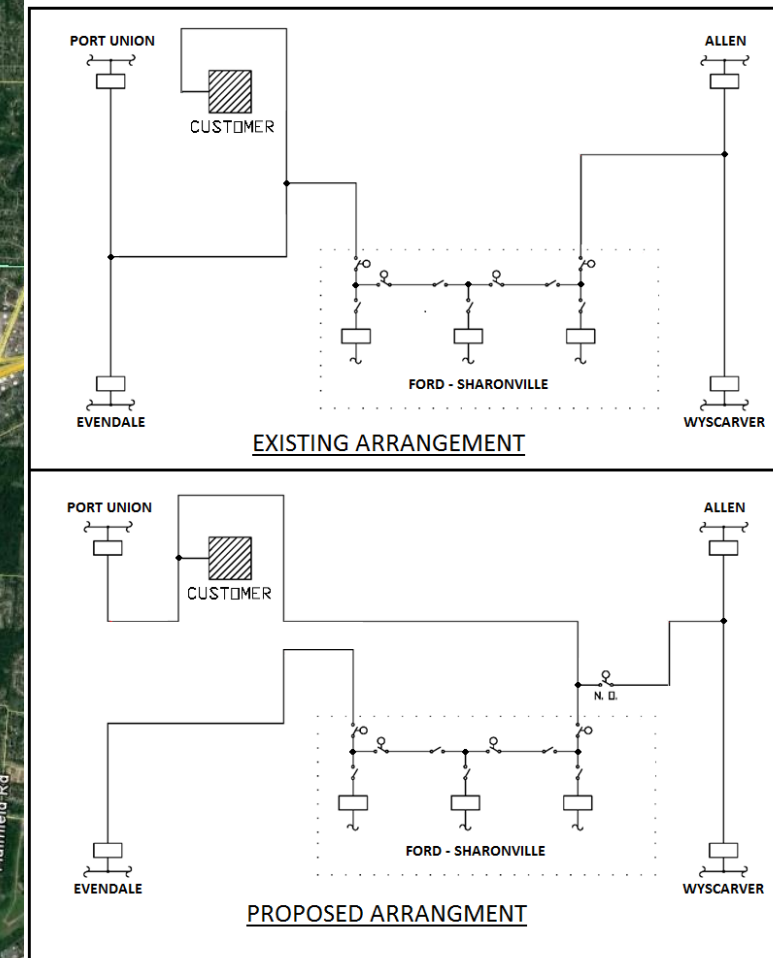 PORT UNION
ALLEN
CUSTOMER
FORD - SHARONVILLE
EVENDALE
WYSCARVER
EXISTING ARRANGEMENT
PORT UNION
ALLEN
CUSTOMER
N. O.
FORD - SHARONVILLE
EVENDALE
WYSCARVER
PROPOSED ARRANGMENT